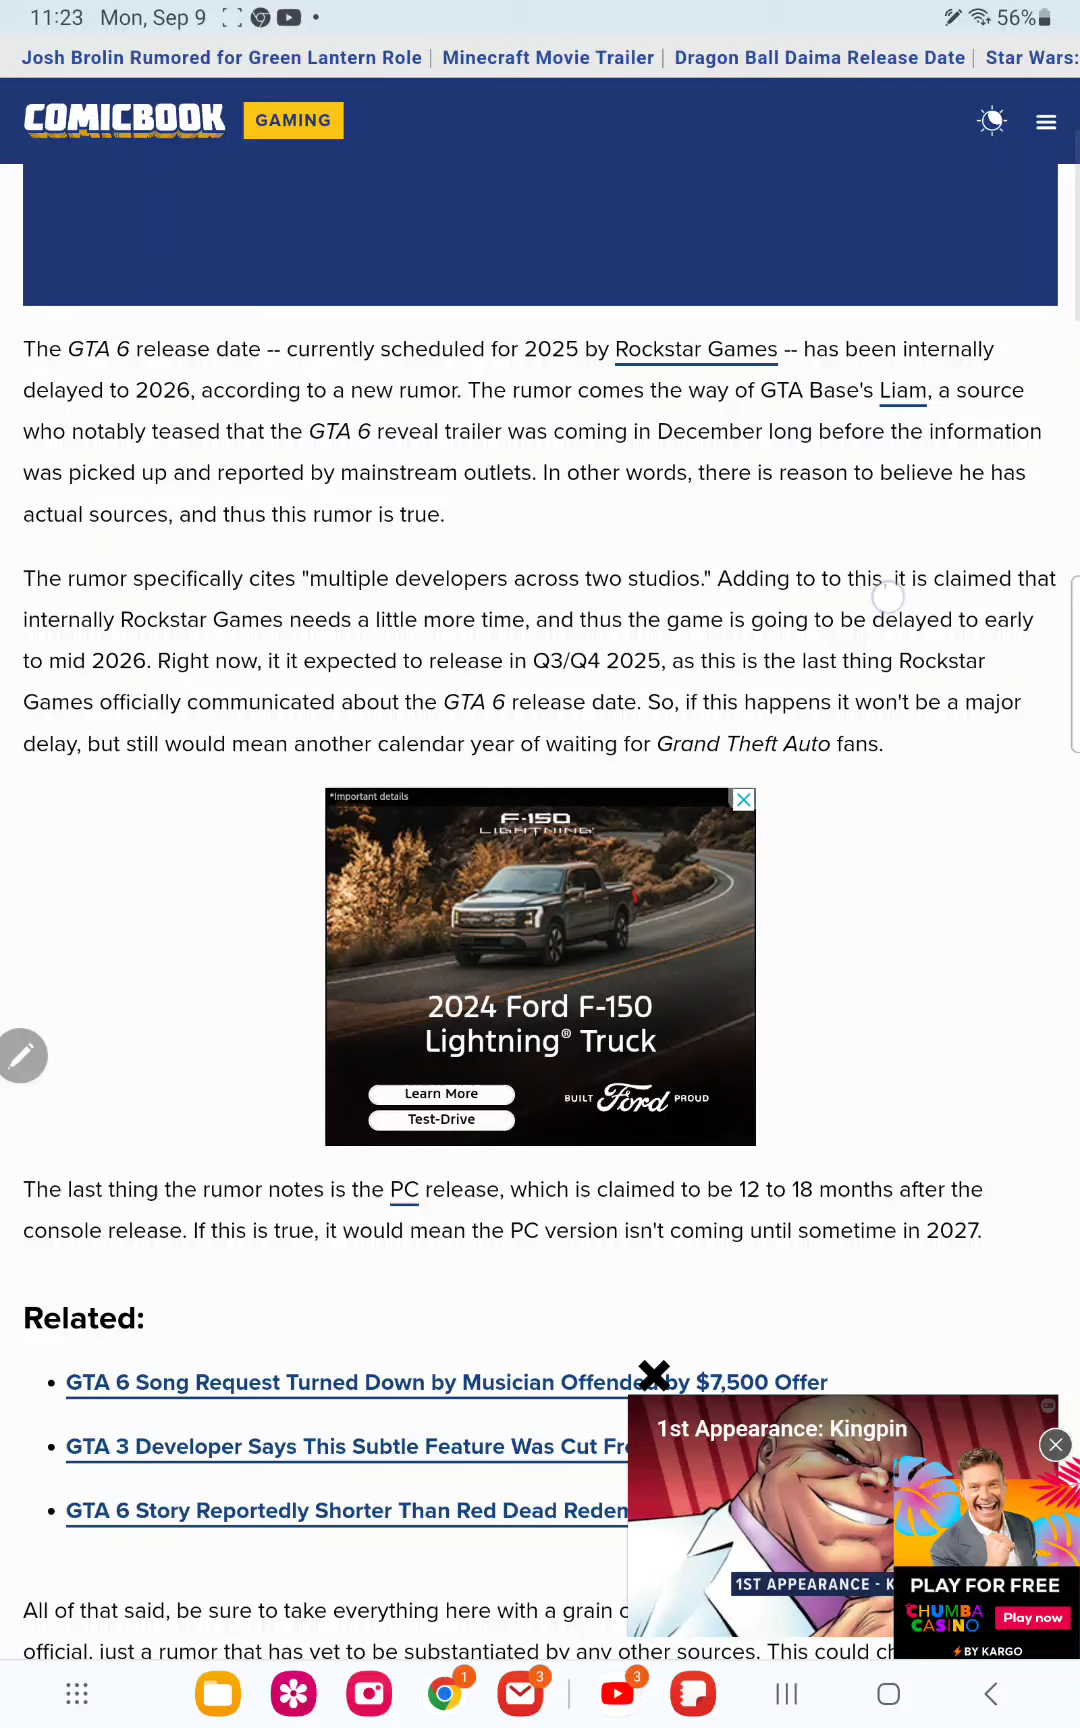 11:23 Mon, Sep 9
56%
Josh Brolin Rumored for Green Lantern Role | Minecraft Movie Trailer | Dragon Ball Daima Release Date | Star Wars:
COMICBOOK GAMING
The GTA 6 release date -- currently scheduled for 2025 by Rockstar Games -- has been internally
delayed to 2026, according to a new rumor. The rumor comes the way of GTA Base's Liam, a source
who notably teased that the GTA 6 reveal trailer was coming in December long before the information
was picked up and reported by mainstream outlets. In other words, there is reason to believe he has
actual sources, and thus this rumor is true.
The rumor specifically cites "multiple developers across two studios." Adding to to this, it is claimed that
internally Rockstar Games needs a little more time, and thus the game is going to be delayed to early
to mid 2026. Right now, it it expected to release in Q3/Q4 2025, as this is the last thing Rockstar
Games officially communicated about the GTA 6 release date. So, if this happens it won't be a major
delay, but still would mean another calendar year of waiting for Grand Theft Auto fans.
*Important details
F-150
LIGHTNING
2024 Ford F-150
Lightning® Truck
Learn More
Test-Drive
BUILT Ford PROUD
The last thing the rumor notes is the PC release, which is claimed to be 12 to 18 months after the
console release. If this is true, it would mean the PC version isn't coming until sometime in 2027.
Related:
• GTA 6 Song Request Turned Down by Musician Offended by $7,500 Offer
• GTA 3 Developer Says This Subtle Feature Was Cut Fr
• GTA 6 Story Reportedly Shorter Than Red Dead Reden
1st Appearance: Kingpin
1ST APPEARANCE - K
PLAY FOR FREE
CHUMBA CASINO
Play now
BY KARGO
All of that said, be sure to take everything here with a grain
official, just a rumor that has yet to be substantiated by any other sources. This could
1
3
3